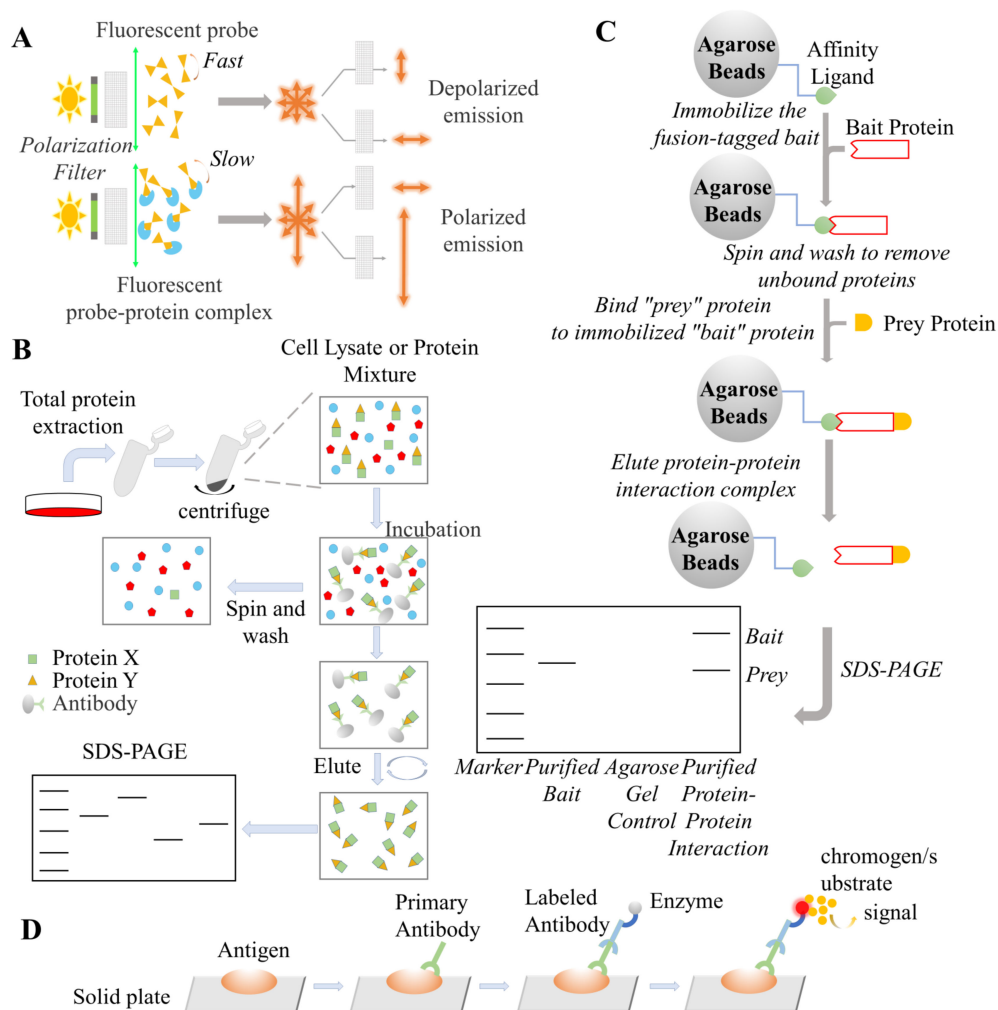 A
Fluorescent probe
Fast
Depolarized
emission
Polarization
Filter
Slow
Polarized
emission
Fluorescent
probe-protein complex
B
Cell Lysate or Protein
Mixture
Total protein
extraction
centrifuge
Incubation
Spin and
wash
Protein X
Protein Y
Antibody
Elute
SDS-PAGE
C
Agarose
Beads
Affinity
Ligand
Immobilize the
fusion-tagged bait
Bait Protein
Agarose
Beads
Spin and wash to remove
unbound proteins
Bind "prey" protein
to immobilized "bait" protein
Prey Protein
Agarose
Beads
Elute protein-protein
interaction complex
Agarose
Beads
Bait
Prey
SDS-PAGE
Marker
Purified
Bait
Agarose
Gel
Control
Purified
Protein-
Protein
Interaction
D
Solid plate
Antigen
Primary
Antibody
Labeled
Antibody
Enzyme
chromogen/s
ubstrate
signal